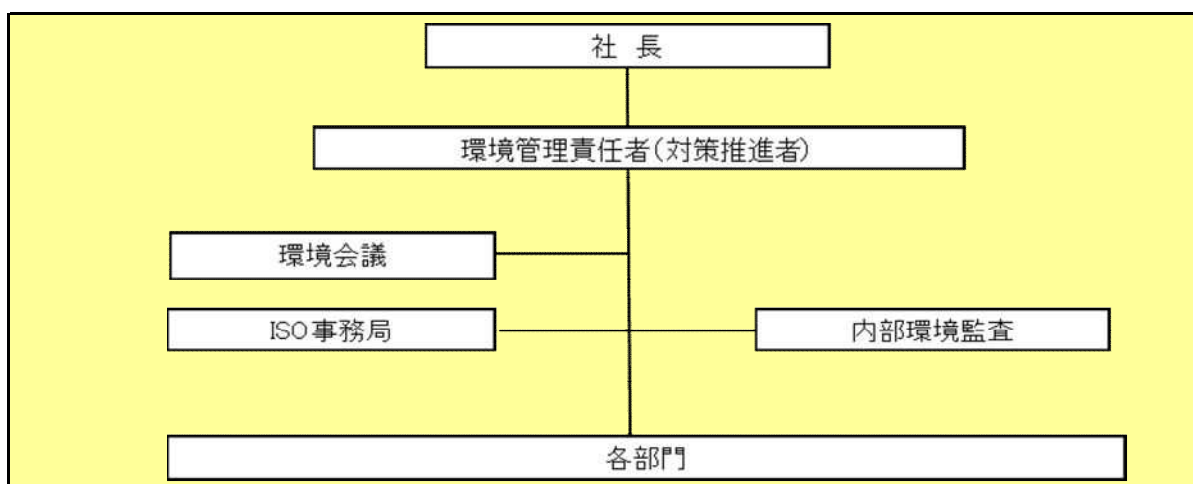 社 長
環境管理責任者(対策推進者)
環境会議
ISO事務局
内部環境監査
各部門